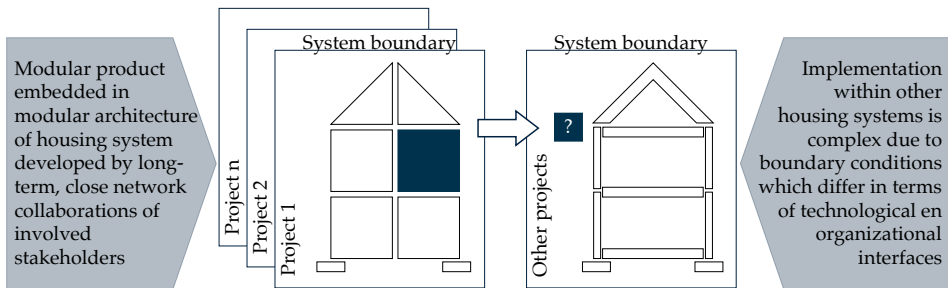 Modular product
embedded in
modular architecture
of housing system
developed by long-
term, close network
collaborations of
involved
stakeholders
Project n
Project 2
Project 1
System boundary
?
Other projects
System boundary
Implementation
within other
housing systems is
complex due to
boundary conditions
which differ in terms
of technological en
organizational
interfaces